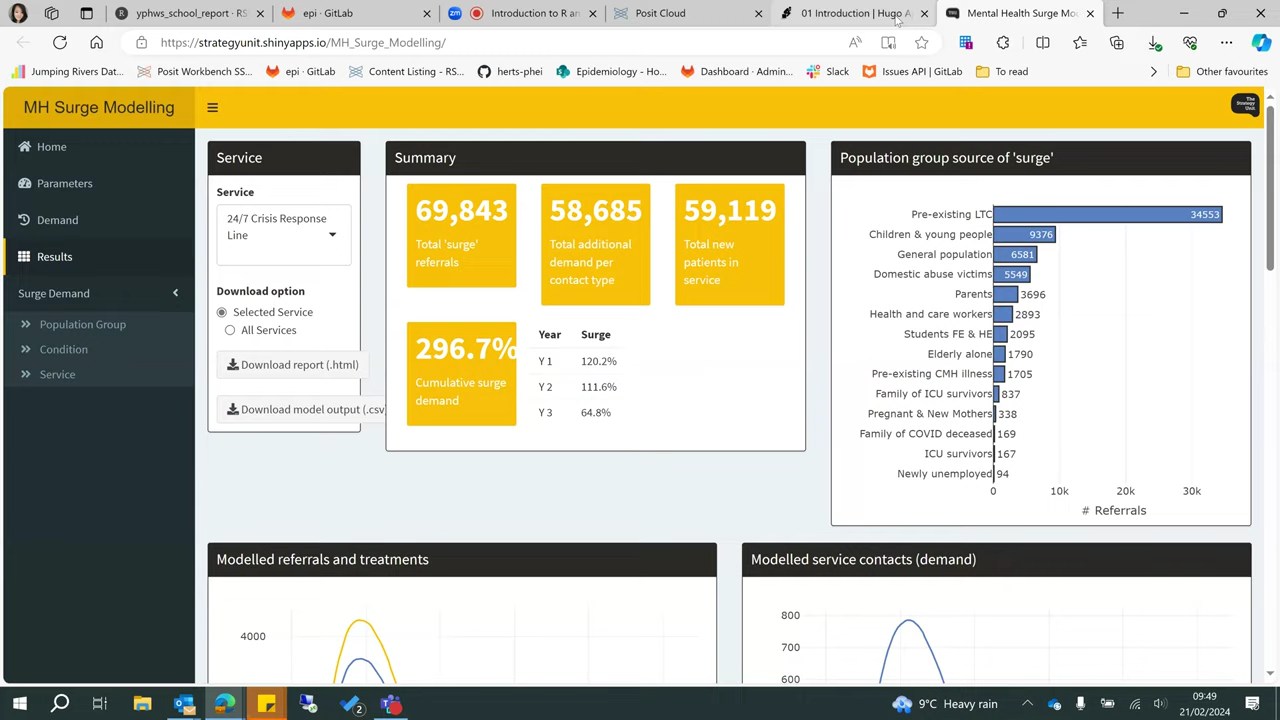 yphws_school_report · RS
epi · GitLab
Introduction to R an
Posit Cloud
01 Introduction | Hugo A
Mental Health Surge Mo
https://strategyunit.shinyapps.io/MH_Surge_Modelling/
Jumping Rivers Dat...
Posit Workbench SS...
epi · GitLab
Content Listing - RS...
herts-phei
Epidemiology - Ho...
Dashboard · Admin...
Slack
Issues API | GitLab
To read
Other favourites
MH Surge Modelling
The Strategy Unit
Home
Parameters
Demand
Results
Surge Demand
Population Group
Condition
Service
Service
Service
24/7 Crisis Response
Line
Download option
Selected Service
All Services
Download report (.html)
Download model output (.csv)
Summary
69,843
Total 'surge'
referrals
58,685
Total additional
demand per
contact type
59,119
Total new
patients in
service
296.7%
Cumulative surge
demand
Year Surge
Y 1 120.2%
Y 2 111.6%
Y 3 64.8%
Population group source of 'surge'
Pre-existing LTC 34553
Children & young people 9376
General population 6581
Domestic abuse victims 5549
Parents 3696
Health and care workers 2893
Students FE & HE 2095
Elderly alone 1790
Pre-existing CMH illness 1705
Family of ICU survivors 837
Pregnant & New Mothers 338
Family of COVID deceased 169
ICU survivors 167
Newly unemployed 94
0 10k 20k 30k
# Referrals
Modelled referrals and treatments
4000
Modelled service contacts (demand)
800
700
600
2
9°C Heavy rain
09:49
21/02/2024